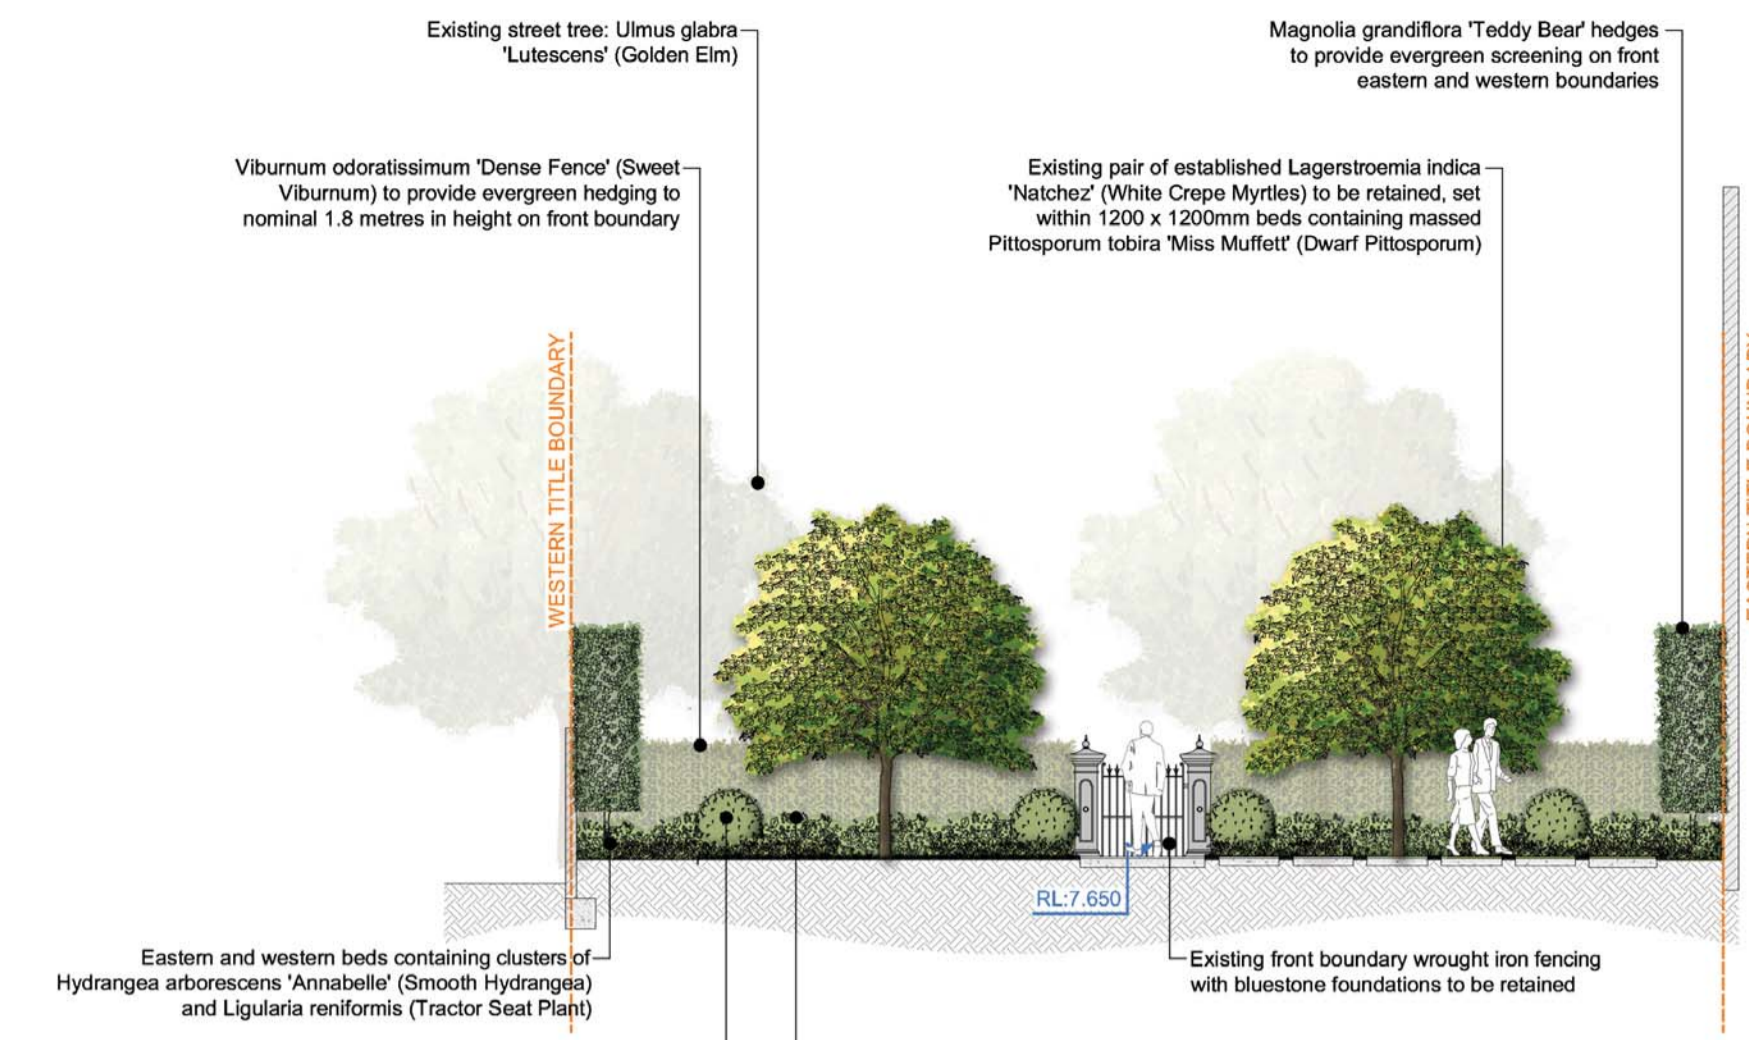 Existing street tree: Ulmus glabra
'Lutescens' (Golden Elm)
Magnolia grandiflora 'Teddy Bear' hedges
to provide evergreen screening on front
eastern and western boundaries
Viburnum odoratissimum 'Dense Fence' (Sweet
Viburnum) to provide evergreen hedging to
nominal 1.8 metres in height on front boundary
Existing pair of established Lagerstroemia indica
'Natchez' (White Crepe Myrtles) to be retained, set
within 1200 x 1200mm beds containing massed
Pittosporum tobira 'Miss Muffett' (Dwarf Pittosporum)
WESTERN TITLE BOUNDARY
RL:7.650
Eastern and western beds containing clusters of
Hydrangea arborescens 'Annabelle' (Smooth Hydrangea)
and Ligularia reniformis (Tractor Seat Plant)
Existing front boundary wrought iron fencing
with bluestone foundations to be retained